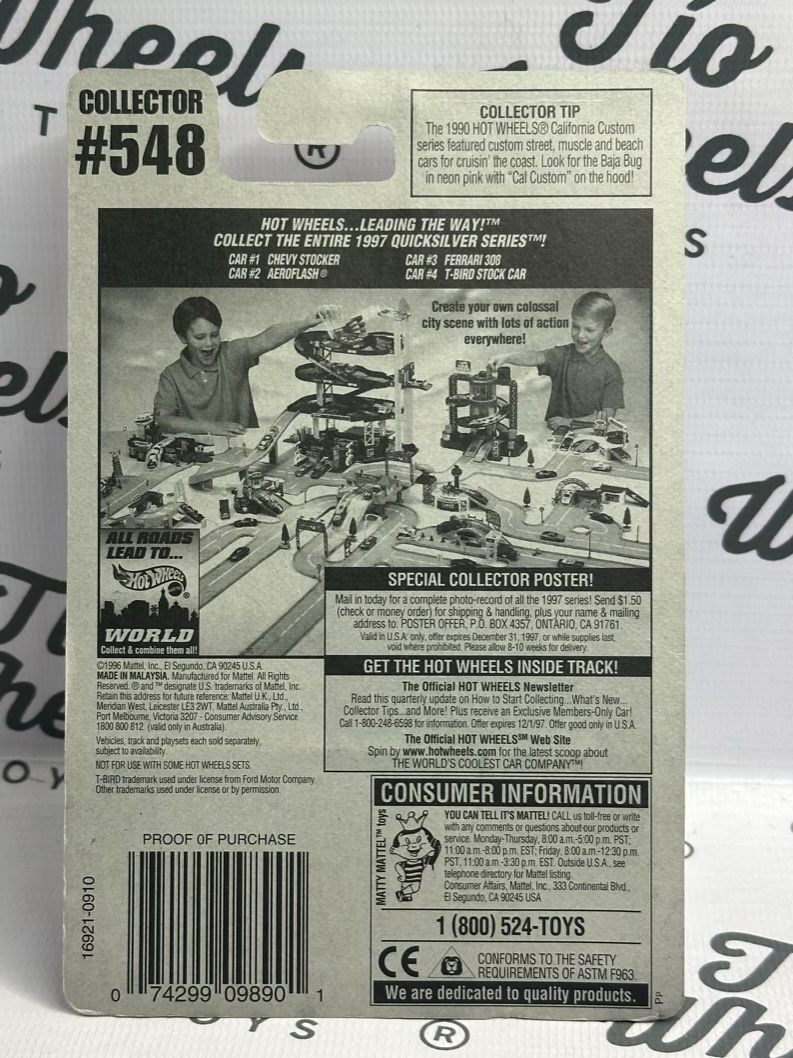 COLLECTOR
#548
COLLECTOR TIP
The 1990 HOT WHEELS® California Custom
series featured custom street, muscle and beach
cars for cruisin' the coast. Look for the Baja Bug
in neon pink with "Cal Custom" on the hood!
HOT WHEELS...LEADING THE WAY!™
COLLECT THE ENTIRE 1997 QUICKSILVER SERIES™!
CAR #1 CHEVY STOCKER
CAR #2 AEROFLASH®
CAR #3 FERRARI 308
CAR #4 T-BIRD STOCK CAR
Create your own colossal
city scene with lots of action
everywhere!
ALL ROADS
LEAD TO...
Hot Wheels
WORLD
Collect & combine them all!
SPECIAL COLLECTOR POSTER!
Mail in today for a complete photo-record of all the 1997 series! Send $1.50
(check or money order) for shipping & handling, plus your name & mailing
address to: POSTER OFFER, P.O. BOX 4357, ONTARIO, CA 91761.
Valid in U.S.A. only, offer expires December 31, 1997, or while supplies last,
void where prohibited. Please allow 8-10 weeks for delivery.
GET THE HOT WHEELS INSIDE TRACK!
The Official HOT WHEELS Newsletter
Read this quarterly update on How to Start Collecting...What's New...
Collector Tips...and More! Plus receive an Exclusive Members-Only Car!
Call 1-800-248-6598 for information. Offer expires 12/1/97. Offer good only in U.S.A.
The Official HOT WHEELS℠ Web Site
Spin by www.hotwheels.com for the latest scoop about
THE WORLD'S COOLEST CAR COMPANY™!
©1996 Mattel, Inc., El Segundo, CA 90245 U.S.A.
MADE IN MALAYSIA. Manufactured for Mattel. All Rights
Reserved. ® and ™ designate U.S. trademarks of Mattel, Inc.
Retain this address for future reference: Mattel U.K. Ltd.,
Meridian West, Leicester LE3 2WT. Mattel Australia Pty., Ltd.,
Port Melbourne, Victoria 3207 - Consumer Advisory Service
1800 800 812. (valid only in Australia).
Vehicles, track and playsets each sold separately,
subject to availability.
NOT FOR USE WITH SOME HOT WHEELS SETS.
T-BIRD trademark used under license from Ford Motor Company.
Other trademarks used under license or by permission.
CONSUMER INFORMATION
MATTY MATTEL™ toys
YOU CAN TELL IT'S MATTEL! CALL us toll-free or write
with any comments or questions about our products or
service. Monday-Thursday, 8:00 a.m.-5:00 p.m. PST;
11:00 a.m.-8:00 p.m. EST; Friday, 8:00 a.m.-12:30 p.m.
PST, 11:00 a.m.-3:30 p.m. EST. Outside U.S.A., see
telephone directory for Mattel listing.
Consumer Affairs, Mattel, Inc., 333 Continental Blvd.,
El Segundo, CA 90245 USA
1 (800) 524-TOYS
CE
CONFORMS TO THE SAFETY
REQUIREMENTS OF ASTM F963.
We are dedicated to quality products.
PP
PROOF OF PURCHASE
16921-0910
0 74299 09890 1
Wheels
Tío
Wheels
TOYS
®